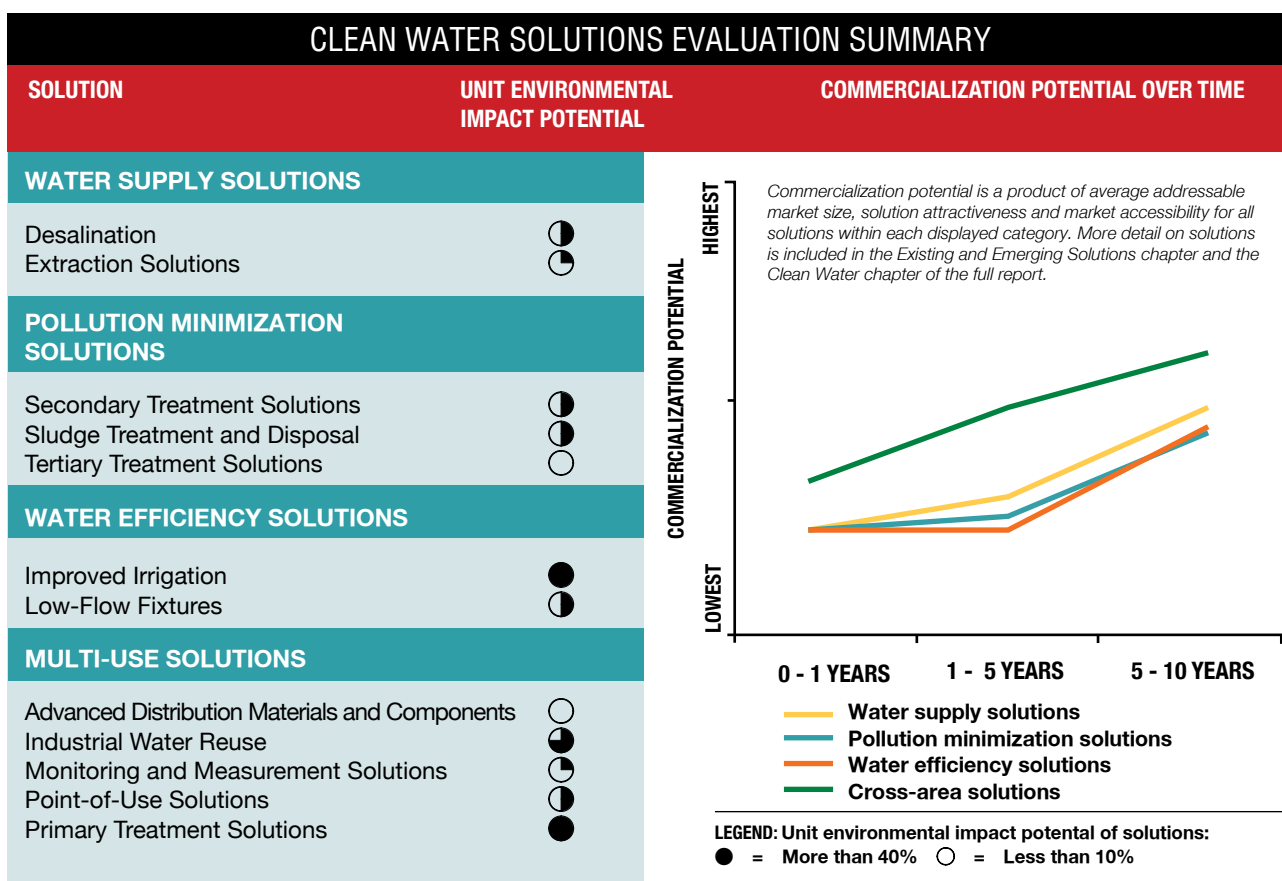 CLEAN WATER SOLUTIONS EVALUATION SUMMARY
SOLUTION
UNIT ENVIRONMENTAL
IMPACT POTENTIAL
COMMERCIALIZATION POTENTIAL OVER TIME
WATER SUPPLY SOLUTIONS
Desalination
Extraction Solutions
POLLUTION MINIMIZATION
SOLUTIONS
Secondary Treatment Solutions
Sludge Treatment and Disposal
Tertiary Treatment Solutions
WATER EFFICIENCY SOLUTIONS
Improved Irrigation
Low-Flow Fixtures
MULTI-USE SOLUTIONS
Advanced Distribution Materials and Components
Industrial Water Reuse
Monitoring and Measurement Solutions
Point-of-Use Solutions
Primary Treatment Solutions
COMMERCIALIZATION POTENTIAL
HIGHEST
LOWEST
Commercialization potential is a product of average addressable
market size, solution attractiveness and market accessibility for all
solutions within each displayed category. More detail on solutions
is included in the Existing and Emerging Solutions chapter and the
Clean Water chapter of the full report.
0 - 1 YEARS 1 - 5 YEARS 5 - 10 YEARS
Water supply solutions
Pollution minimization solutions
Water efficiency solutions
Cross-area solutions
LEGEND: Unit environmental impact potental of solutions:
= More than 40% = Less than 10%